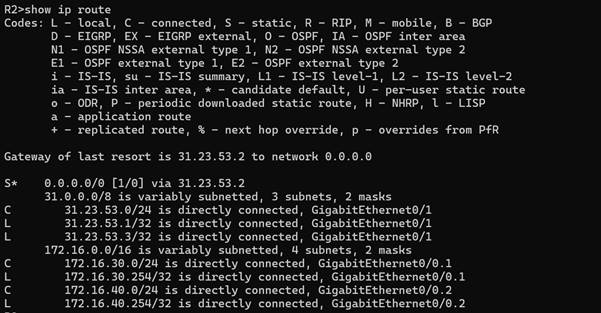 R2>show ip route
Codes: L - local, C - connected, S - static, R - RIP, M - mobile, B - BGP
       D - EIGRP, EX - EIGRP external, O - OSPF, IA - OSPF inter area
       N1 - OSPF NSSA external type 1, N2 - OSPF NSSA external type 2
       E1 - OSPF external type 1, E2 - OSPF external type 2
       i - IS-IS, su - IS-IS summary, L1 - IS-IS level-1, L2 - IS-IS level-2
       ia - IS-IS inter area, * - candidate default, U - per-user static route
       o - ODR, P - periodic downloaded static route, H - NHRP, l - LISP
       a - application route
       + - replicated route, % - next hop override, p - overrides from PfR
Gateway of last resort is 31.23.53.2 to network 0.0.0.0
S*    0.0.0.0/0 [1/0] via 31.23.53.2
      31.0.0.0/8 is variably subnetted, 3 subnets, 2 masks
C        31.23.53.0/24 is directly connected, GigabitEthernet0/1
L        31.23.53.1/32 is directly connected, GigabitEthernet0/1
L        31.23.53.3/32 is directly connected, GigabitEthernet0/1
      172.16.0.0/16 is variably subnetted, 4 subnets, 2 masks
C        172.16.30.0/24 is directly connected, GigabitEthernet0/0.1
L        172.16.30.254/32 is directly connected, GigabitEthernet0/0.1
C        172.16.40.0/24 is directly connected, GigabitEthernet0/0.2
L        172.16.40.254/32 is directly connected, GigabitEthernet0/0.2